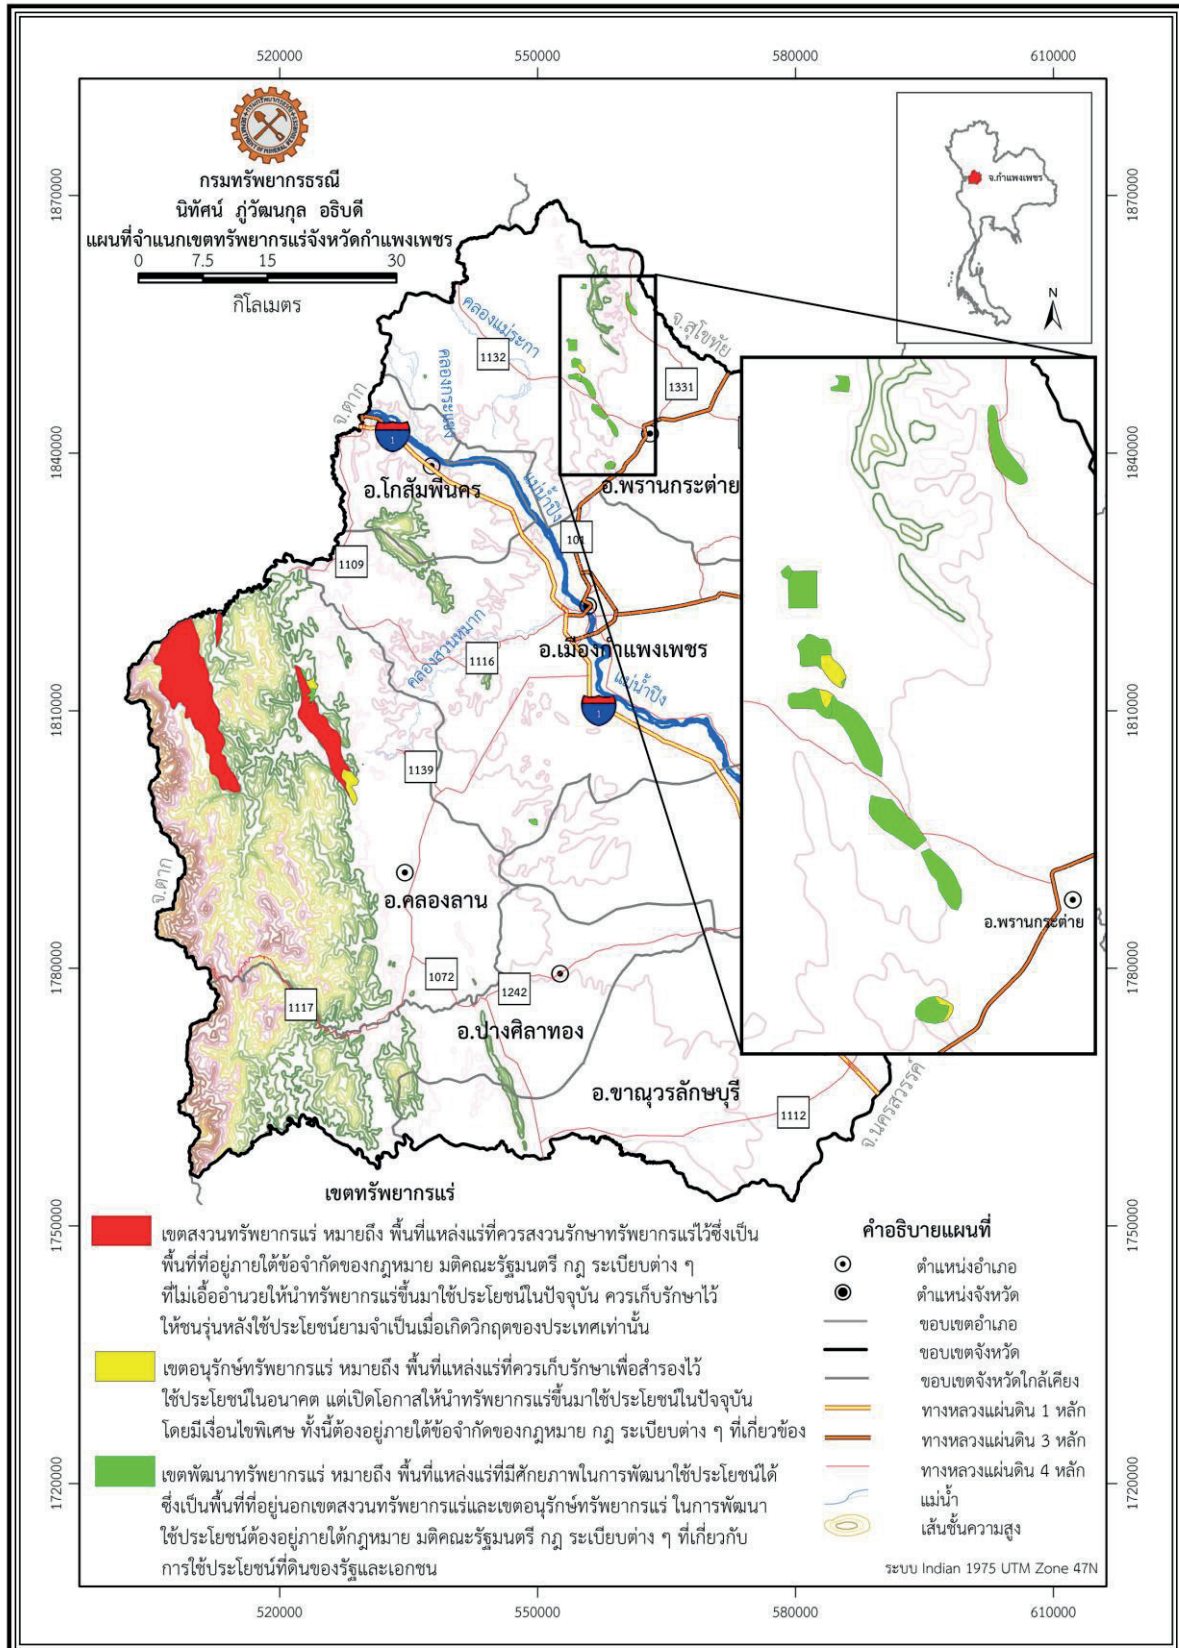 520000 550000 580000 610000
1870000
1840000
1810000
1780000
1750000
1720000
กรมทรัพยากรธรณี
นิทัศน์ ภู่วัฒนกุล อธิบดี
แผนที่จำแนกเขตทรัพยากรแร่จังหวัดกำแพงเพชร
0 7.5 15 30
กิโลเมตร
จ.กำแพงเพชร
N
คลองแม่ระกา
จ.สุโขทัย
1132
คลองกระแชง
1331
จ.ตาก
1
อ.โกสัมพีนคร
แม่น้ำปิง
อ.พรานกระต่าย
101
1109
คลองสวนหมาก
1116
อ.เมืองกำแพงเพชร
แม่น้ำปิง
1
1139
จ.ตาก
อ.คลองลาน
อ.พรานกระต่าย
1072
1242
1117
อ.ปางศิลาทอง
อ.ขาณุวรลักษบุรี
1112
จ.นครสวรรค์
1870000
1840000
1810000
1780000
1750000
1720000
เขตทรัพยากรแร่
เขตสงวนทรัพยากรแร่ หมายถึง พื้นที่แหล่งแร่ที่ควรสงวนรักษาทรัพยากรแร่ไว้ซึ่งเป็น
พื้นที่ที่อยู่ภายใต้ข้อจำกัดของกฎหมาย มติคณะรัฐมนตรี กฎ ระเบียบต่าง ๆ
ที่ไม่เอื้ออำนวยให้นำทรัพยากรแร่ขึ้นมาใช้ประโยชน์ในปัจจุบัน ควรเก็บรักษาไว้
ให้ชนรุ่นหลังใช้ประโยชน์ยามจำเป็นเมื่อเกิดวิกฤตของประเทศเท่านั้น
เขตอนุรักษ์ทรัพยากรแร่ หมายถึง พื้นที่แหล่งแร่ที่ควรเก็บรักษาเพื่อสำรองไว้
ใช้ประโยชน์ในอนาคต แต่เปิดโอกาสให้นำทรัพยากรแร่ขึ้นมาใช้ประโยชน์ในปัจจุบัน
โดยมีเงื่อนไขพิเศษ ทั้งนี้ต้องอยู่ภายใต้ข้อจำกัดของกฎหมาย กฎ ระเบียบต่าง ๆ ที่เกี่ยวข้อง
เขตพัฒนาทรัพยากรแร่ หมายถึง พื้นที่แหล่งแร่ที่มีศักยภาพในการพัฒนาใช้ประโยชน์ได้
ซึ่งเป็นพื้นที่ที่อยู่นอกเขตสงวนทรัพยากรแร่และเขตอนุรักษ์ทรัพยากรแร่ ในการพัฒนา
ใช้ประโยชน์ต้องอยู่ภายใต้กฎหมาย มติคณะรัฐมนตรี กฎ ระเบียบต่าง ๆ ที่เกี่ยวกับ
การใช้ประโยชน์ที่ดินของรัฐและเอกชน
คำอธิบายแผนที่
ตำแหน่งอำเภอ
ตำแหน่งจังหวัด
ขอบเขตอำเภอ
ขอบเขตจังหวัด
ขอบเขตจังหวัดใกล้เคียง
ทางหลวงแผ่นดิน 1 หลัก
ทางหลวงแผ่นดิน 3 หลัก
ทางหลวงแผ่นดิน 4 หลัก
แม่น้ำ
เส้นชั้นความสูง
ระบบ Indian 1975 UTM Zone 47N
520000 550000 580000 610000